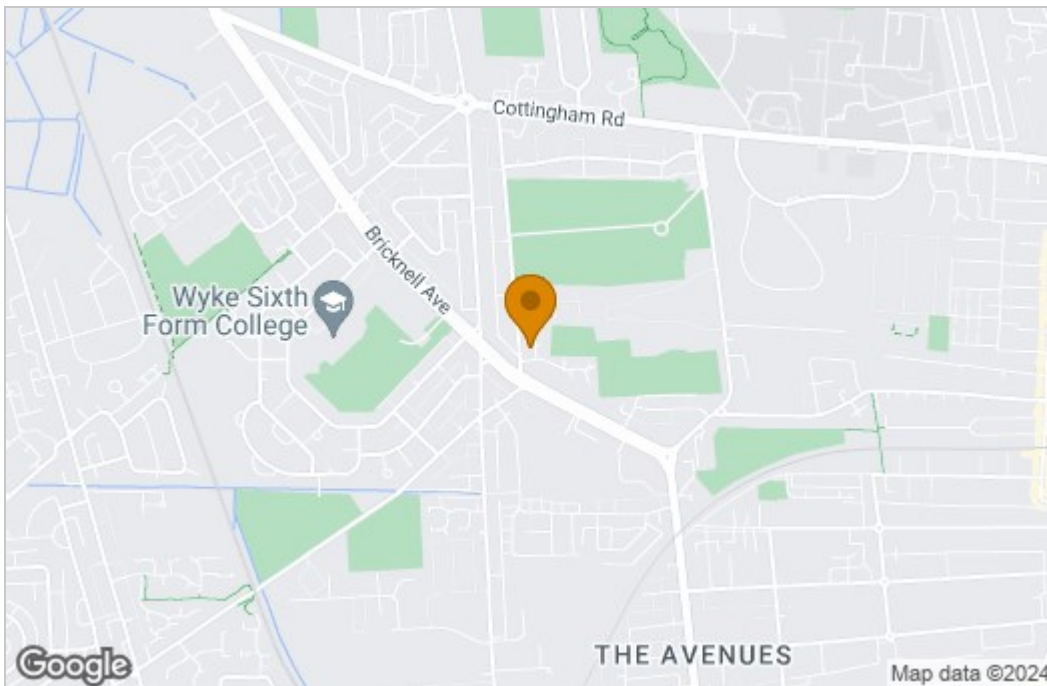 Cottingham Rd
Bricknell Ave
Wyke Sixth
Form College
THE AVENUES
Google
Map data ©2024